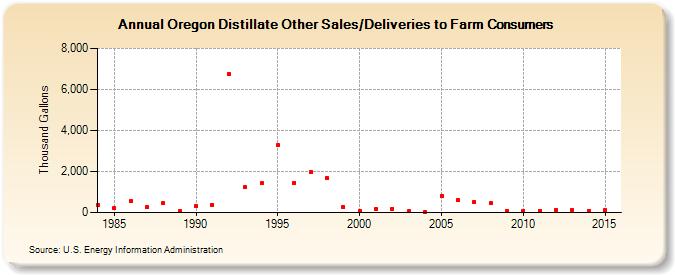 Annual Oregon Distillate Other Sales/Deliveries to Farm Consumers
Thousand Gallons
8,000
6,000
4,000
2,000
0
1985 1990 1995 2000 2005 2010 2015
Source: U.S. Energy Information Administration